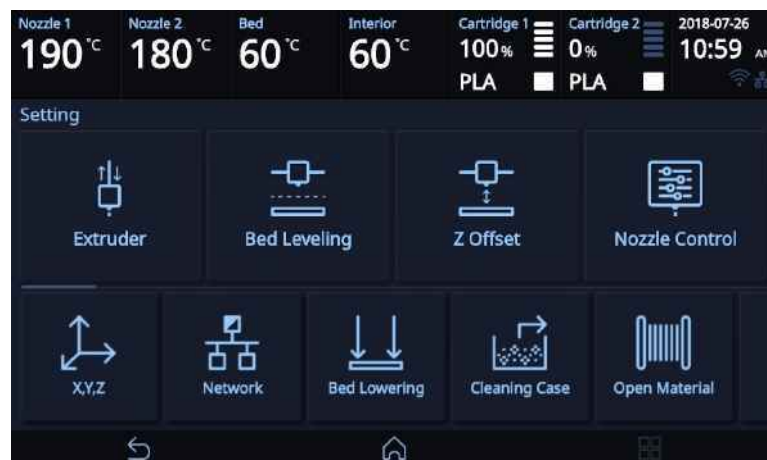 Nozzle 1 Nozzle 2 Bed Interior Cartridge 1 Cartridge 2 2018-07-26
190 °C 180 °C 60 °C 60 °C 100 % 0 % 10:59
PLA PLA
Setting
Extruder Bed Leveling Z Offset Nozzle Control
X,Y,Z Network Bed Lowering Cleaning Case Open Material